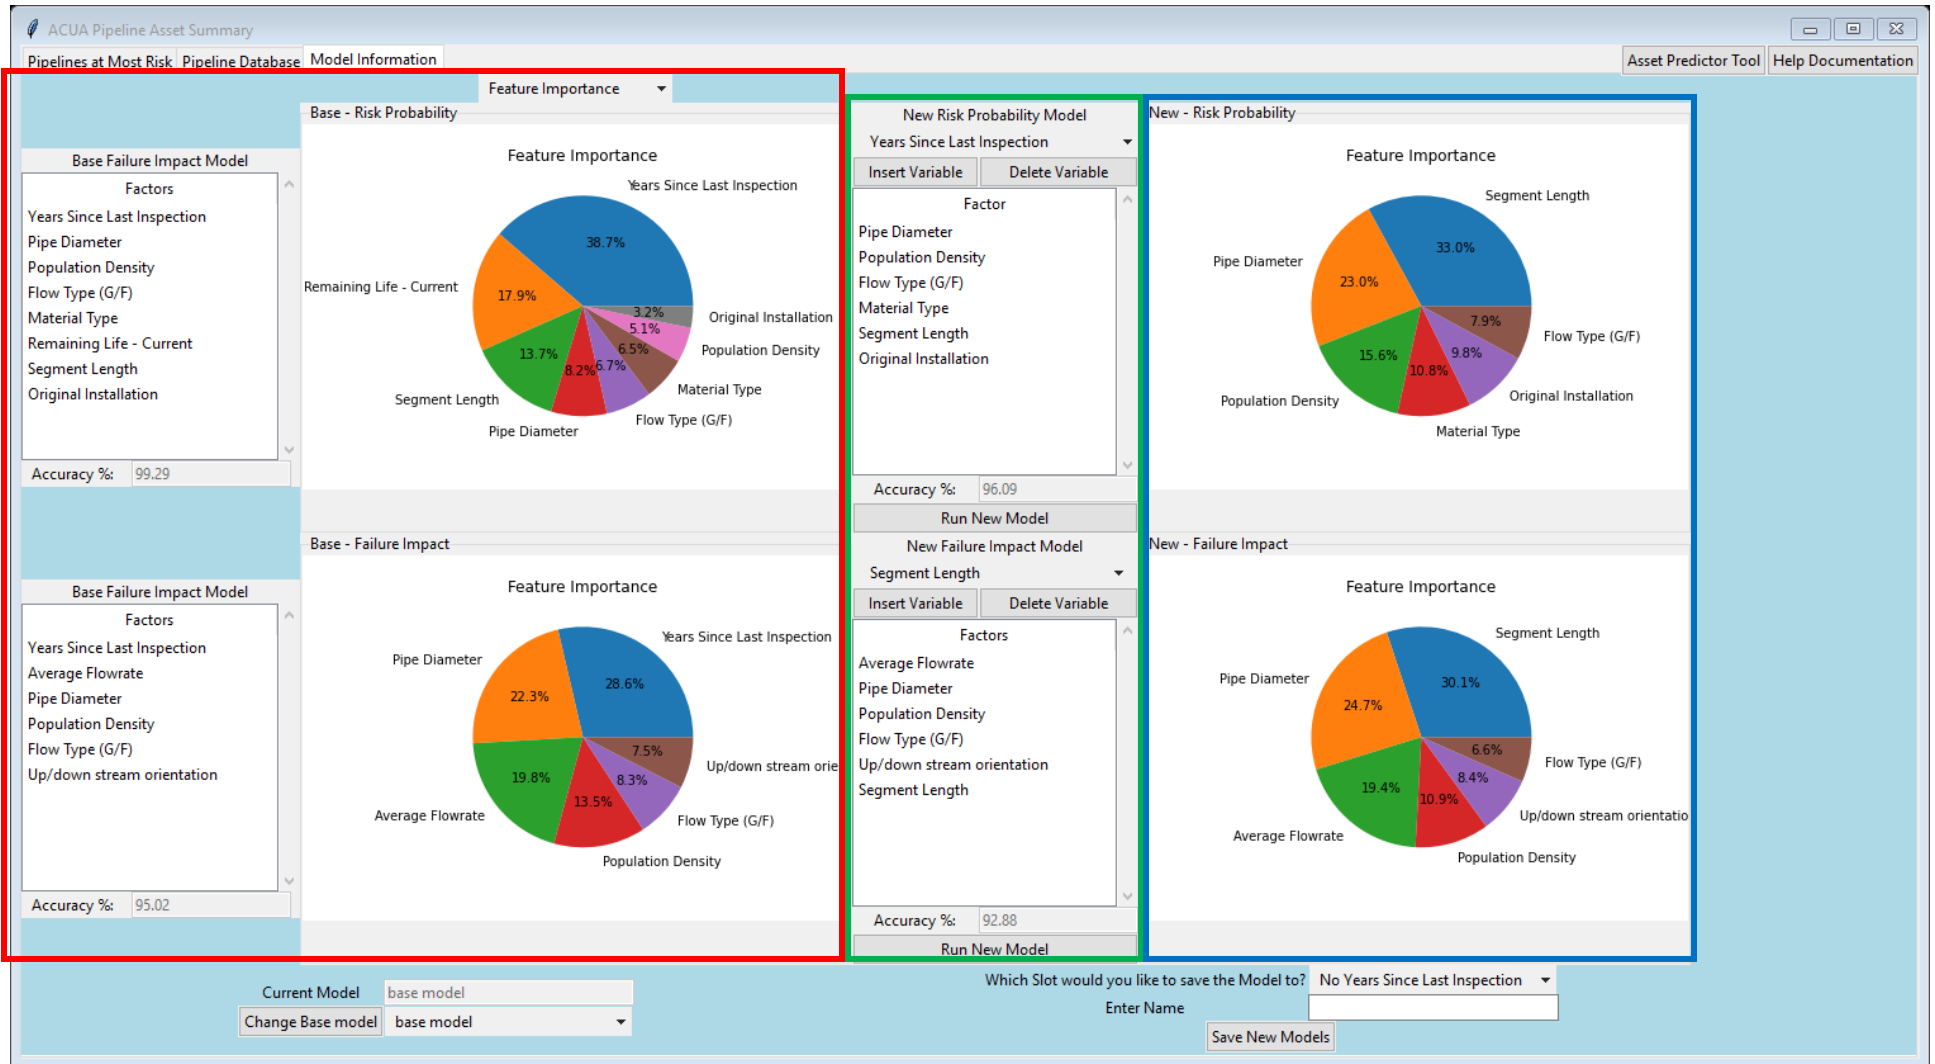 ACUA Pipeline Asset Summary
Pipelines at Most Risk Pipeline Database Model Information Asset Predictor Tool Help Documentation
Feature Importance
Base Failure Impact Model
Factors
Years Since Last Inspection
Pipe Diameter
Population Density
Flow Type (G/F)
Material Type
Remaining Life - Current
Segment Length
Original Installation
Accuracy %: 99.29
Base - Risk Probability
Feature Importance
Years Since Last Inspection
38.7%
Remaining Life - Current
17.9%
Segment Length
13.7%
Pipe Diameter
8.2%
Flow Type (G/F)
6.7%
Material Type
6.5%
Population Density
5.1%
Original Installation
3.2%
New Risk Probability Model
Years Since Last Inspection
Insert Variable Delete Variable
Factor
Pipe Diameter
Population Density
Flow Type (G/F)
Material Type
Segment Length
Original Installation
Accuracy %: 96.09
Run New Model
New - Risk Probability
Feature Importance
Segment Length
33.0%
Pipe Diameter
23.0%
Population Density
15.6%
Material Type
10.8%
Original Installation
9.8%
Flow Type (G/F)
7.9%
Base Failure Impact Model
Factors
Years Since Last Inspection
Average Flowrate
Pipe Diameter
Population Density
Flow Type (G/F)
Up/down stream orientation
Accuracy %: 95.02
Base - Failure Impact
Feature Importance
Years Since Last Inspection
28.6%
Pipe Diameter
22.3%
Average Flowrate
19.8%
Population Density
13.5%
Flow Type (G/F)
8.3%
Up/down stream orie
7.5%
New Failure Impact Model
Segment Length
Insert Variable Delete Variable
Factors
Average Flowrate
Pipe Diameter
Population Density
Flow Type (G/F)
Up/down stream orientation
Segment Length
Accuracy %: 92.88
Run New Model
New - Failure Impact
Feature Importance
Segment Length
30.1%
Pipe Diameter
24.7%
Average Flowrate
19.4%
Population Density
10.9%
Up/down stream orientatio
8.4%
Flow Type (G/F)
6.6%
Current Model base model
Change Base model base model
Which Slot would you like to save the Model to? No Years Since Last Inspection
Enter Name
Save New Models